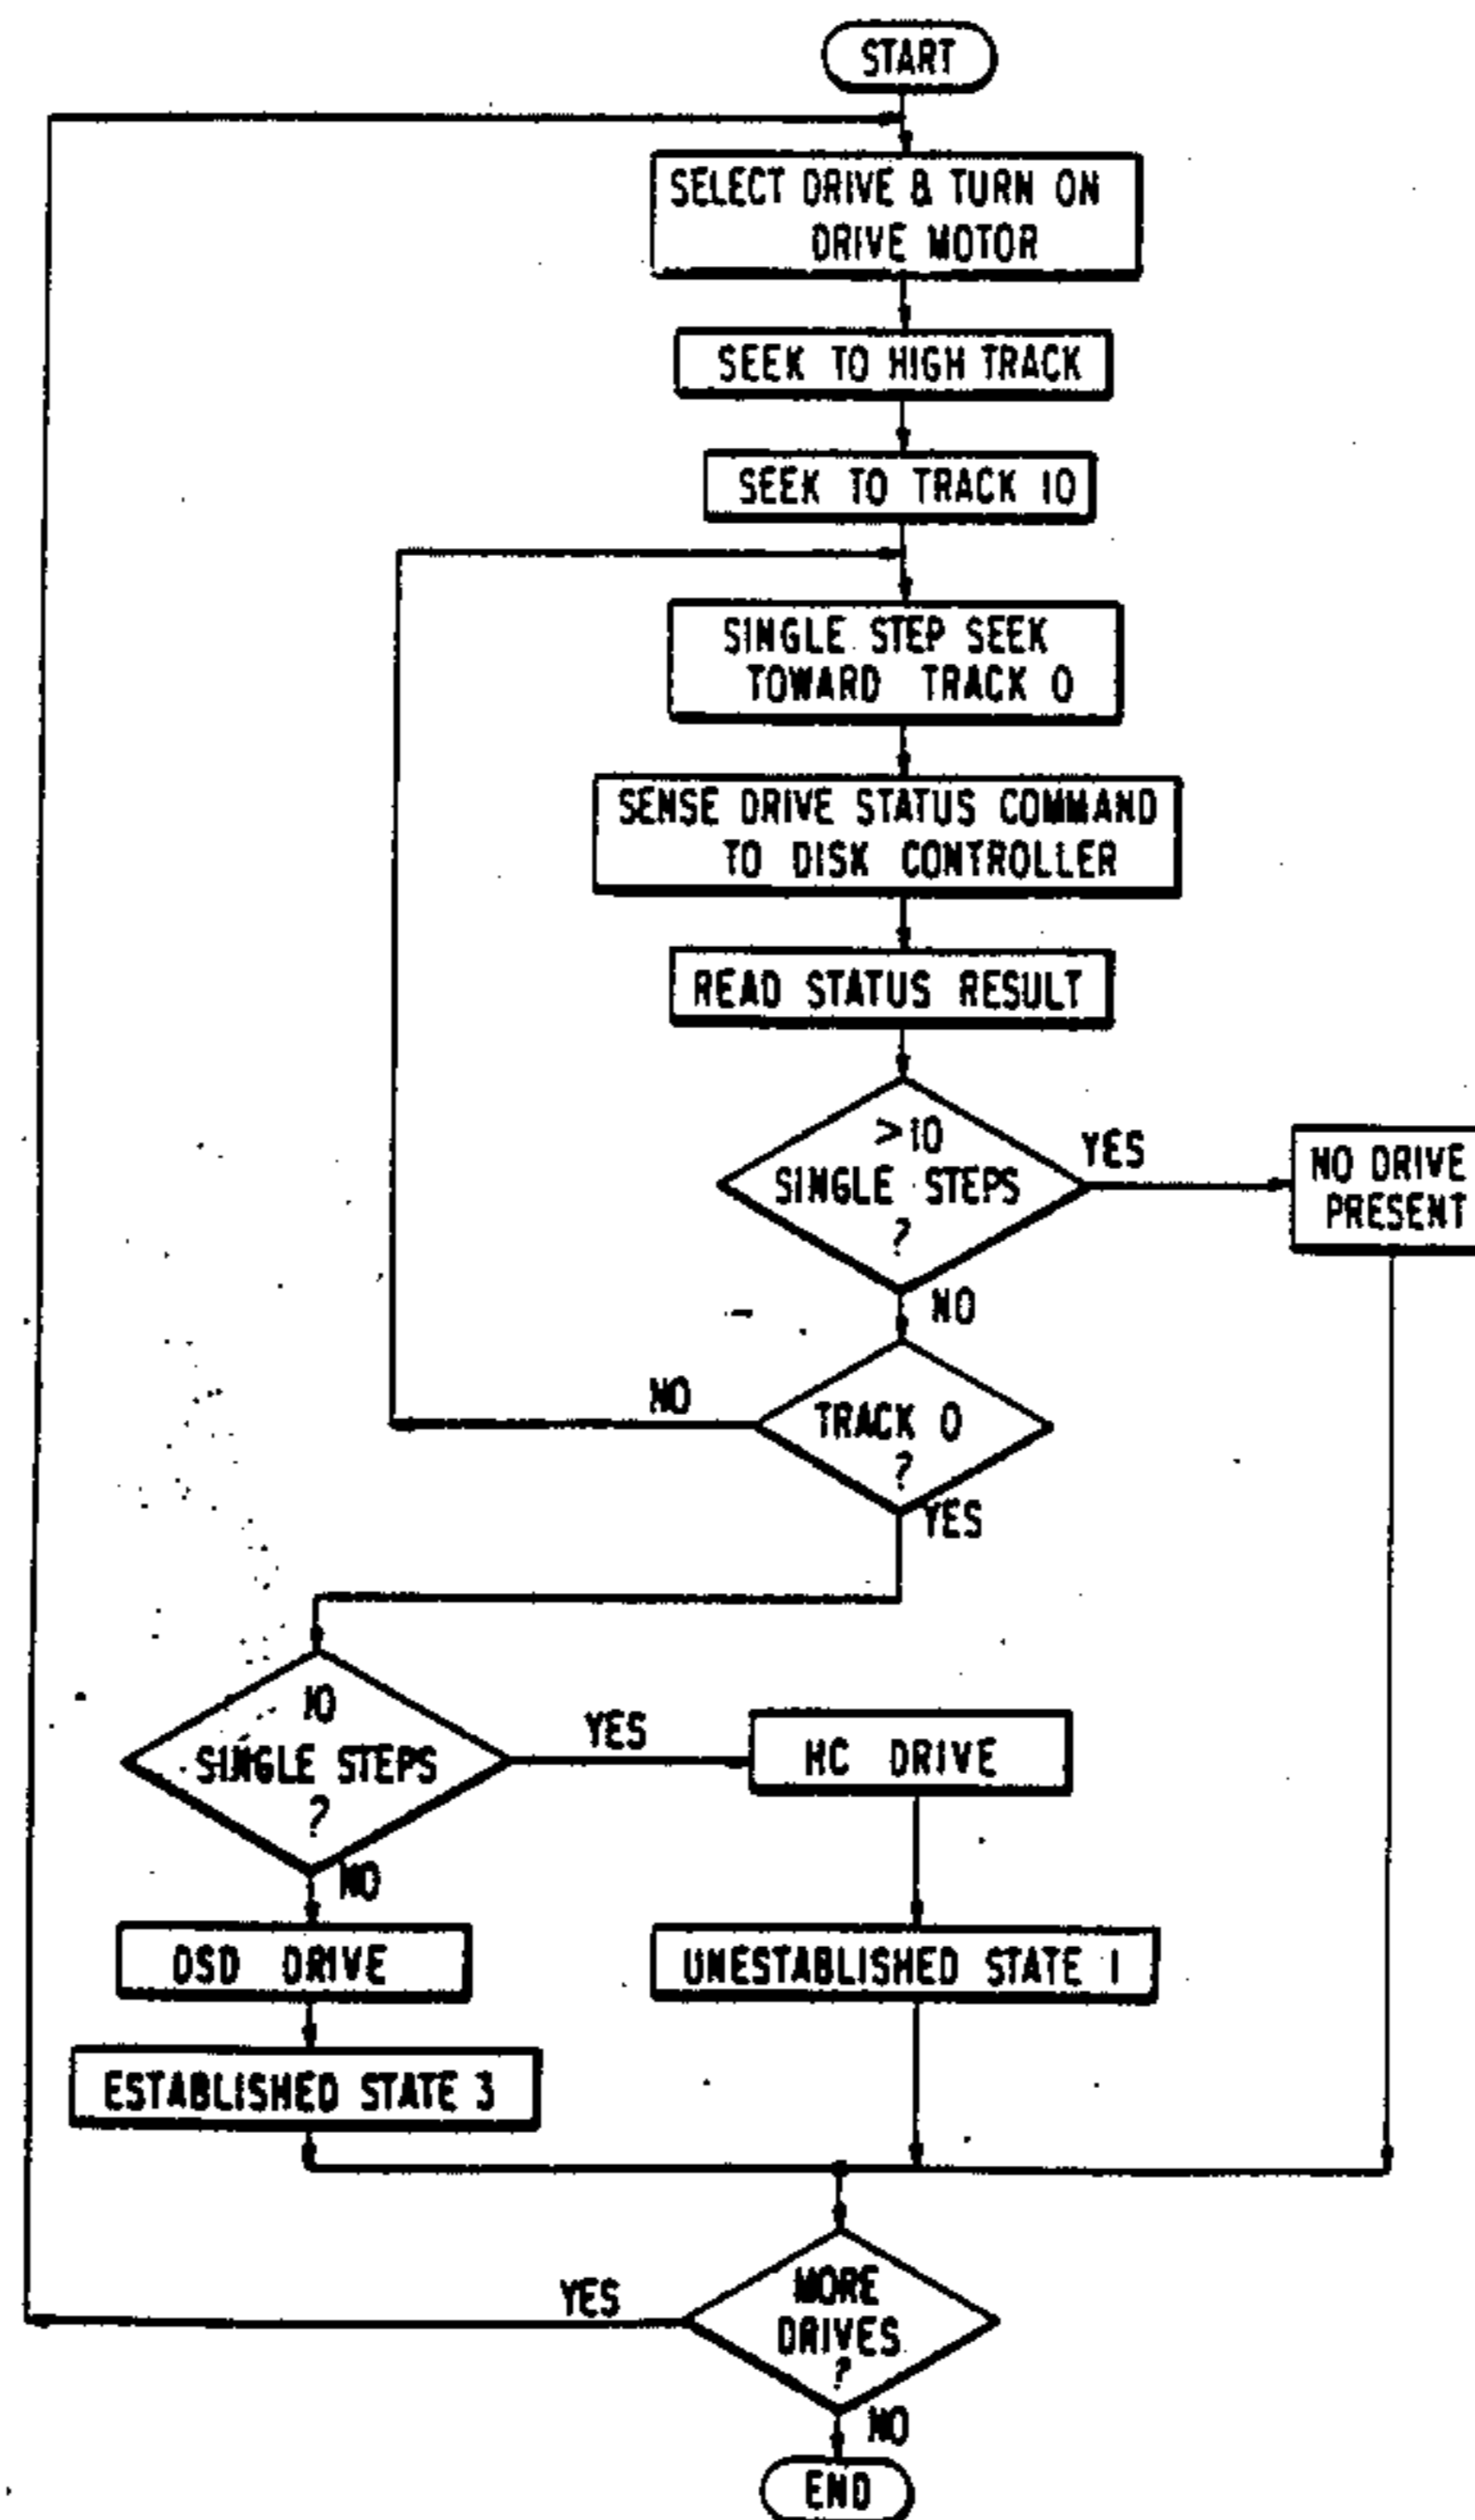 START
SELECT DRIVE & TURN ON
DRIVE MOTOR
SEEK TO HIGH TRACK
SEEK TO TRACK 10
SINGLE STEP SEEK
TOWARD TRACK 0
SENSE DRIVE STATUS COMMAND
TO DISK CONTROLLER
READ STATUS RESULT
>10
SINGLE STEPS
?
YES
NO DRIVE
PRESENT
NO
TRACK 0
?
NO
YES
10
SINGLE STEPS
?
YES
HC DRIVE
NO
DSD DRIVE
UNESTABLISHED STATE 1
ESTABLISHED STATE 3
MORE
DRIVES
?
YES
NO
END